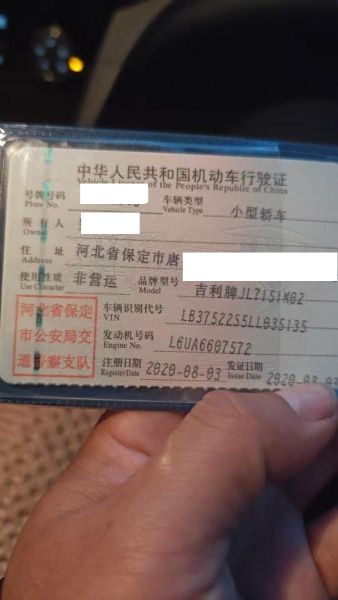 中华人民共和国机动车行驶证
Vehicle License of the People's Republic of China
号牌号码 Plate No. 车辆类型 Vehicle Type 小型轿车
所有人 Owner
住 址 Address 河北省保定市唐
使用性质 Use Character 非营运 品牌型号 Model 吉利牌JL7151K02
河北省保定市公安局交通警察支队
车辆识别代号 VIN LB37522S5LL035135
发动机号码 Engine No. L6UA6607572
注册日期 Register Date 2020-08-03 发证日期 Issue Date 2020-08-03